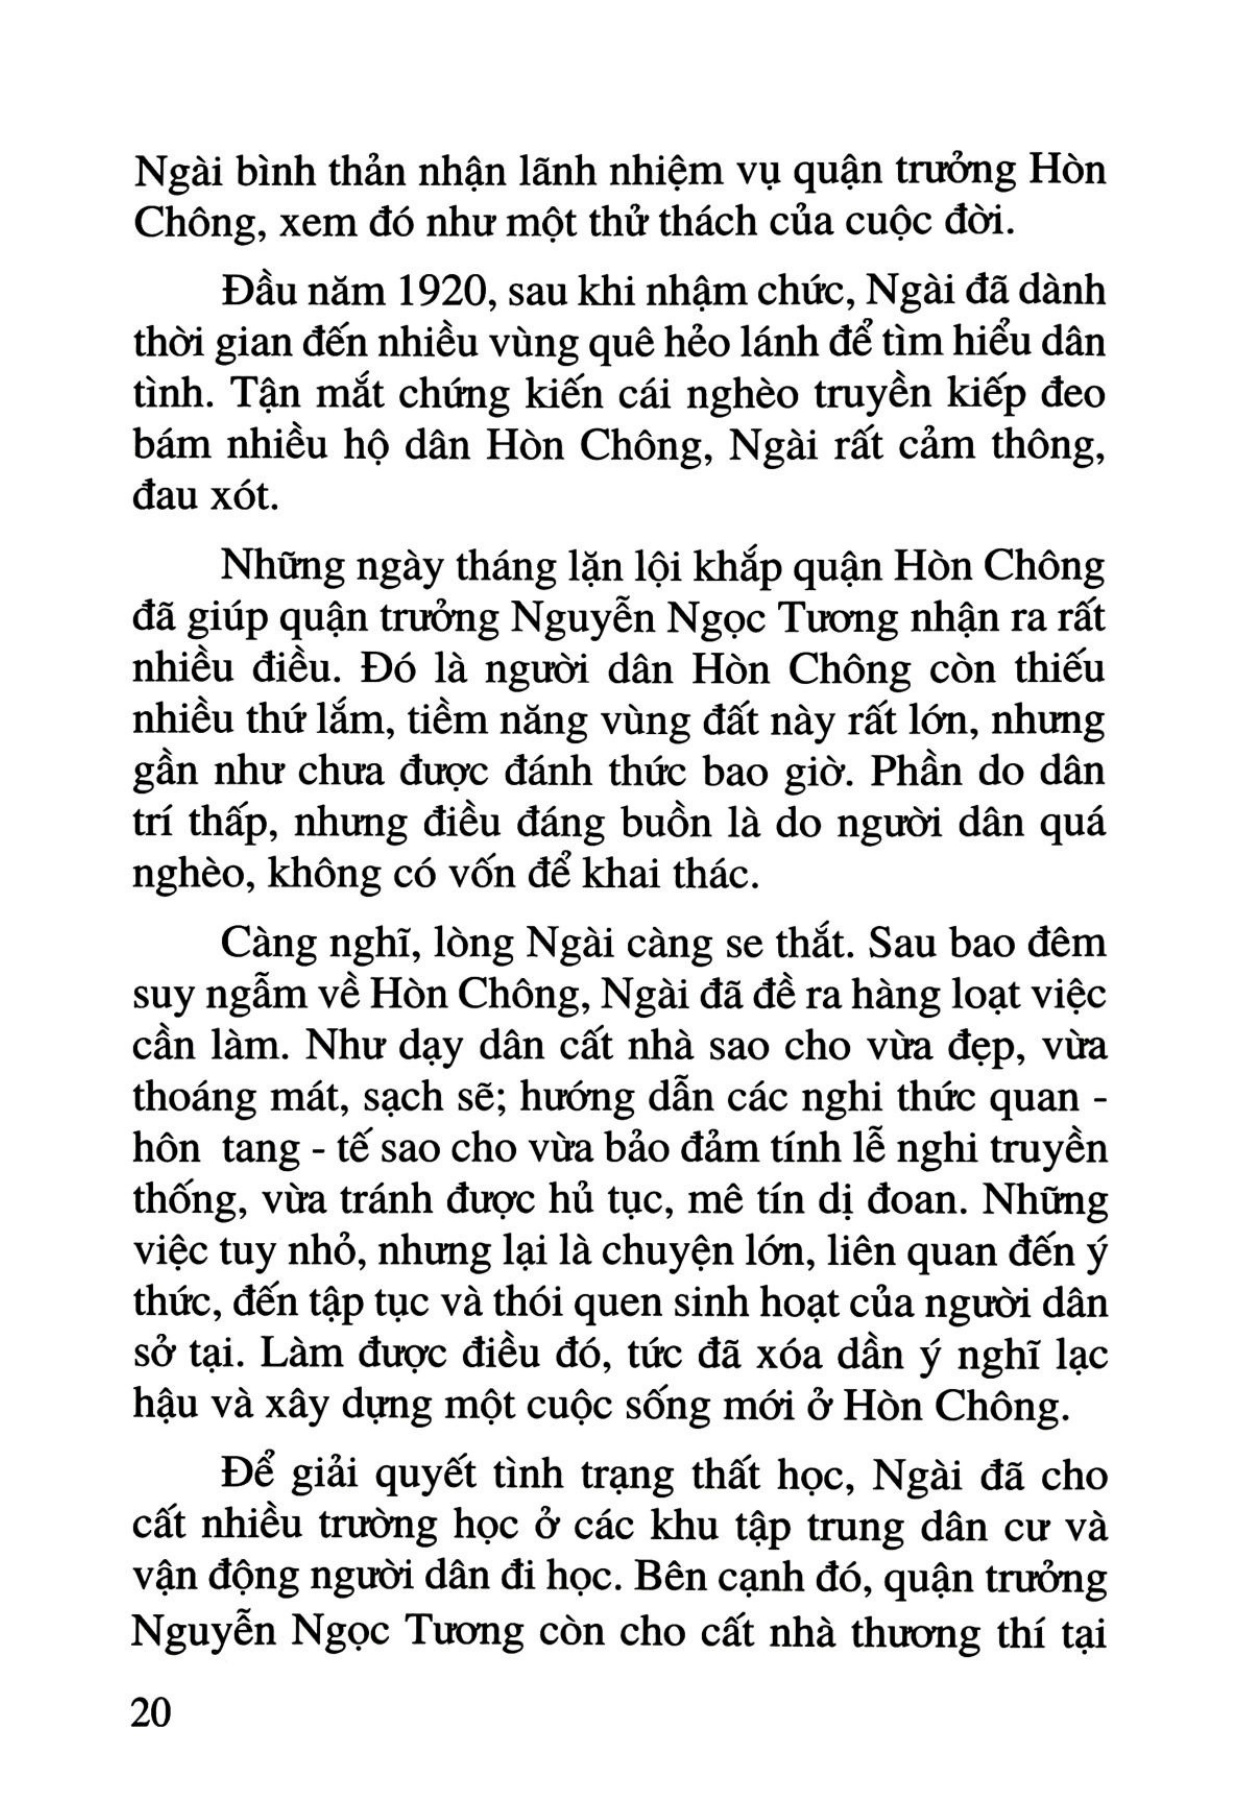 Ngài bình thản nhận lãnh nhiệm vụ quận trưởng Hòn
Chông, xem đó như một thử thách của cuộc đời.
Đầu năm 1920, sau khi nhậm chức, Ngài đã dành
thời gian đến nhiều vùng quê hẻo lánh để tìm hiểu dân
tình. Tận mắt chứng kiến cái nghèo truyền kiếp đeo
bám nhiều hộ dân Hòn Chông, Ngài rất cảm thông,
đau xót.
Những ngày tháng lặn lội khắp quận Hòn Chông
đã giúp quận trưởng Nguyễn Ngọc Tương nhận ra rất
nhiều điều. Đó là người dân Hòn Chông còn thiếu
nhiều thứ lắm, tiềm năng vùng đất này rất lớn, nhưng
gần như chưa được đánh thức bao giờ. Phần do dân
trí thấp, nhưng điều đáng buồn là do người dân quá
nghèo, không có vốn để khai thác.
Càng nghĩ, lòng Ngài càng se thắt. Sau bao đêm
suy ngẫm về Hòn Chông, Ngài đã đề ra hàng loạt việc
cần làm. Như dạy dân cất nhà sao cho vừa đẹp, vừa
thoáng mát, sạch sẽ; hướng dẫn các nghi thức quan -
hôn  tang - tế sao cho vừa bảo đảm tính lễ nghi truyền
thống, vừa tránh được hủ tục, mê tín dị đoan. Những
việc tuy nhỏ, nhưng lại là chuyện lớn, liên quan đến ý
thức, đến tập tục và thói quen sinh hoạt của người dân
sở tại. Làm được điều đó, tức đã xóa dần ý nghĩ lạc
hậu và xây dựng một cuộc sống mới ở Hòn Chông.
Để giải quyết tình trạng thất học, Ngài đã cho
cất nhiều trường học ở các khu tập trung dân cư và
vận động người dân đi học. Bên cạnh đó, quận trưởng
Nguyễn Ngọc Tương còn cho cất nhà thương thí tại
20